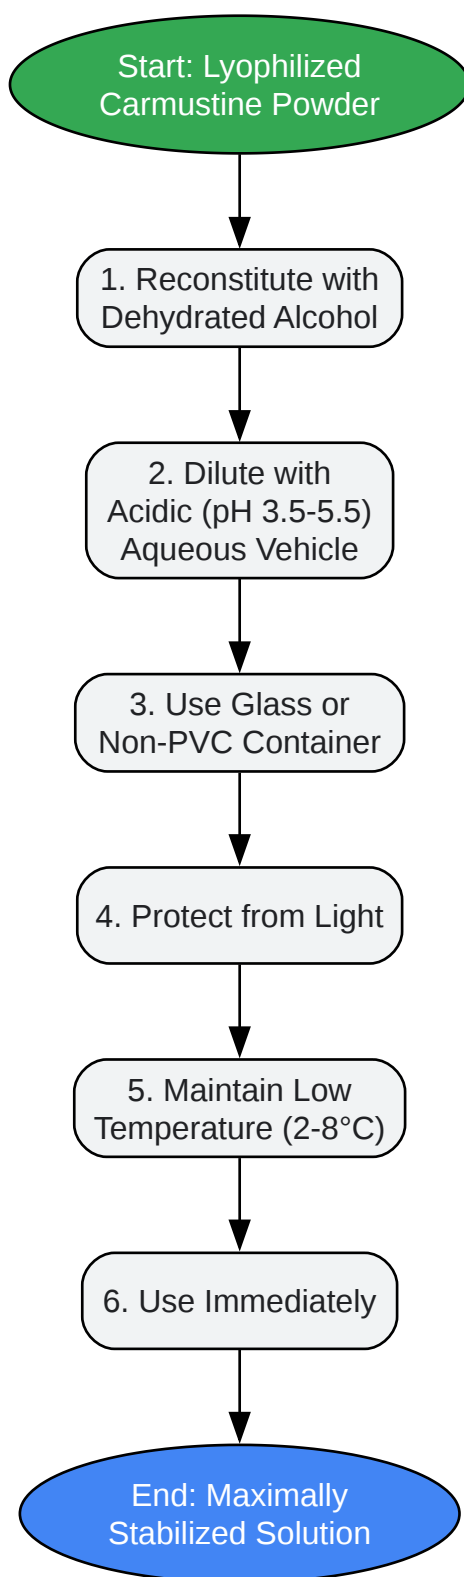 Start: Lyophilized
Carmustine Powder
1. Reconstitute with
Dehydrated Alcohol
2. Dilute with
Acidic (pH 3.5-5.5)
Aqueous Vehicle
3. Use Glass or
Non-PVC Container
4. Protect from Light
5. Maintain Low
Temperature (2-8°C)
6. Use Immediately
End: Maximally
Stabilized Solution